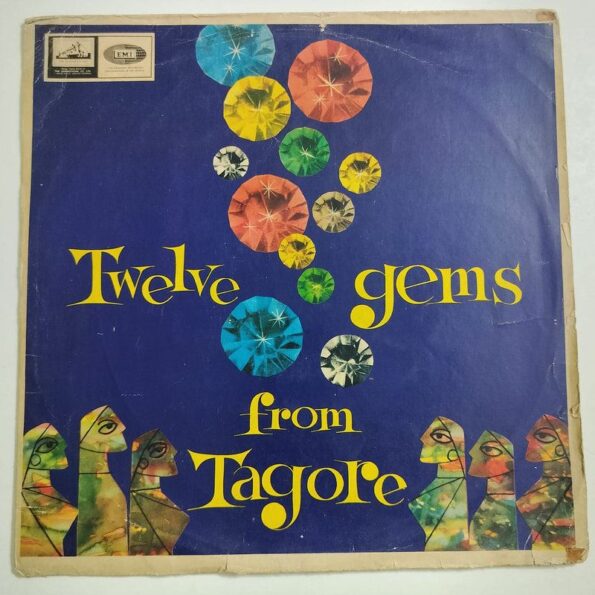 EMI
Twelve gems
from
Tagore